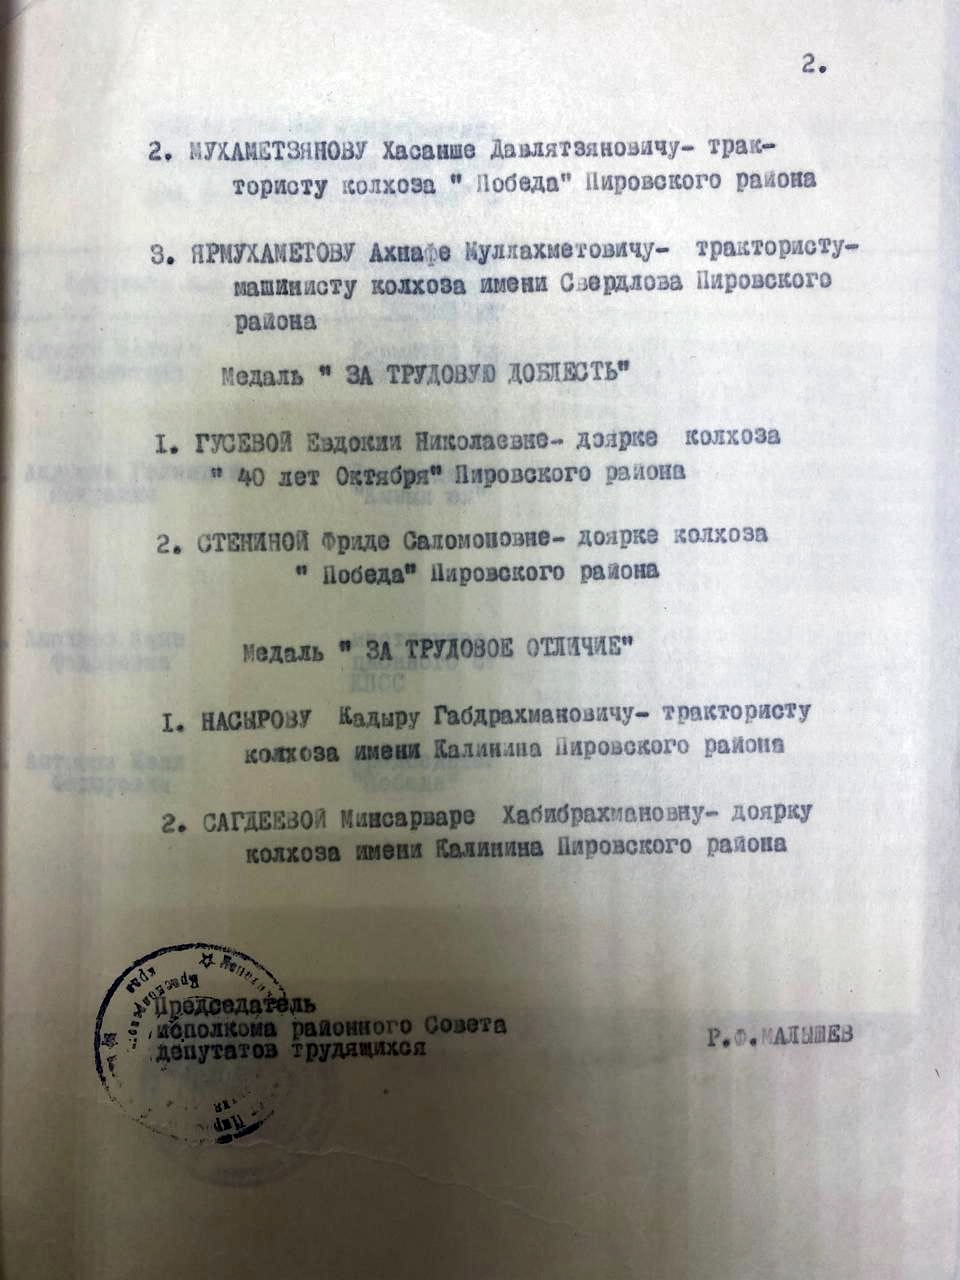 2.
2. МУХАМЕТЗЯНОВУ Хасанше Давлятзяновичу- трак-
тористу колхоза " Победа" Пировского района
3. ЯРМУХАМЕТОВУ Ахнафе Муллахметовичу- трактористу-
машинисту колхоза имени Свердлова Пировского
района
Медаль " ЗА ТРУДОВУЮ ДОБЛЕСТЬ"
I. ГУСЕВОЙ Евдокии Николаевне- доярке колхоза
" 40 лет Октября" Пировского района
2. СТЕНИНОЙ Фриде Саломоновне- доярке колхоза
" Победа" Пировского района
Медаль " ЗА ТРУДОВОЕ ОТЛИЧИЕ"
I. НАСЫРОВУ Кадыру Габдрахмановичу- трактористу
колхоза имени Калинина Пировского района
2. САГДЕЕВОЙ Минсарваре Хабибрахмановну- доярку
колхоза имени Калинина Пировского района
Председатель
исполкома районного Совета
депутатов трудящихся
Р.Ф.МАЛЫШЕВ